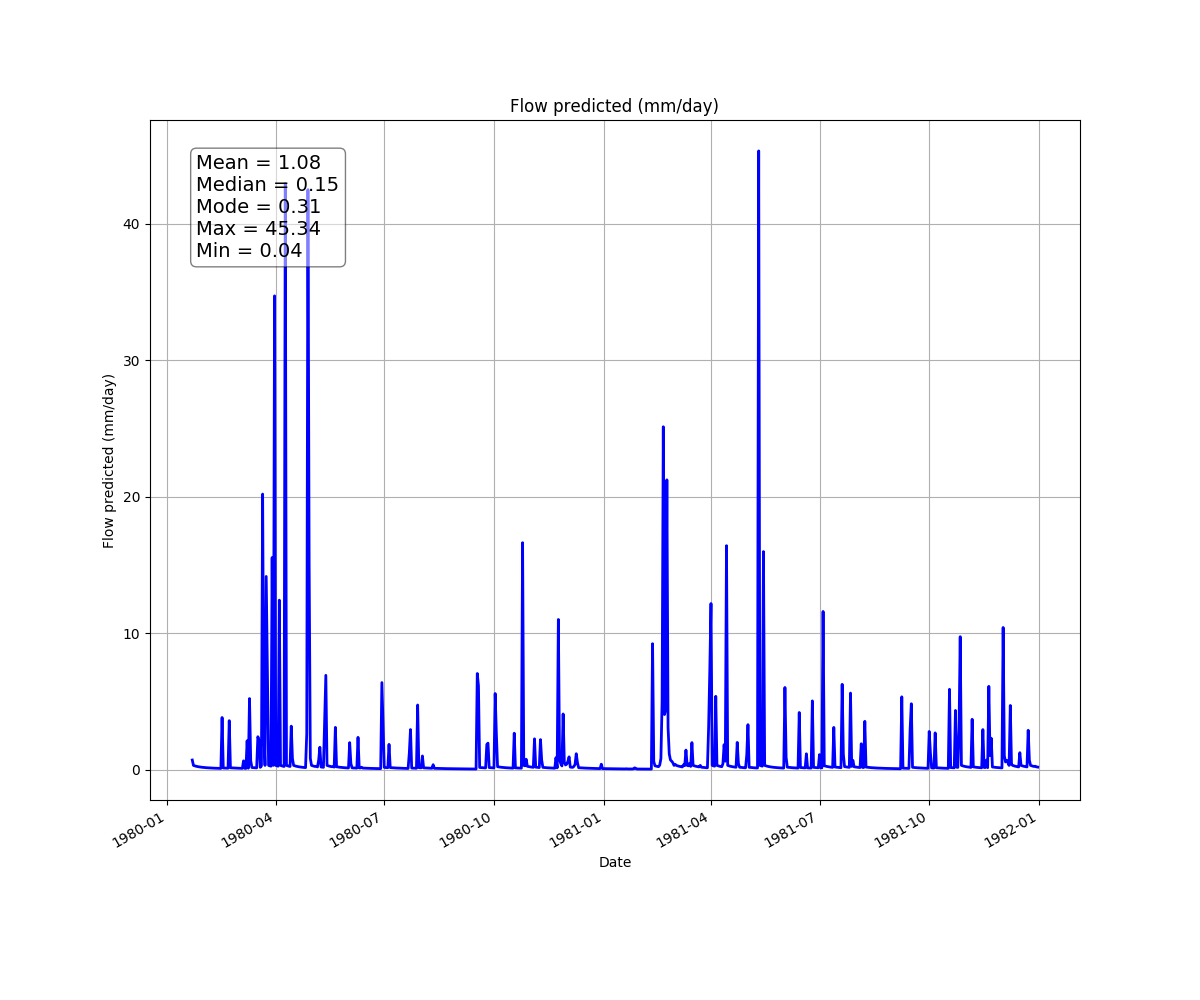 Flow predicted (mm/day)
Mean = 1.08
Median = 0.15
Mode = 0.31
Max = 45.34
Min = 0.04
Flow predicted (mm/day)
40
30
20
10
0
1980-01
1980-04
1980-07
1980-10
1981-01
1981-04
1981-07
1981-10
1982-01
Date